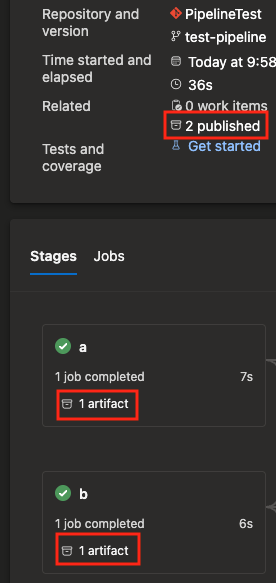 Repository and
version
PipelineTest
test-pipeline
Time started and
elapsed
Today at 9:58
36s
Related
0 work items
2 published
Tests and
coverage
Get started
Stages
Jobs
a
1 job completed
7s
1 artifact
b
1 job completed
6s
1 artifact